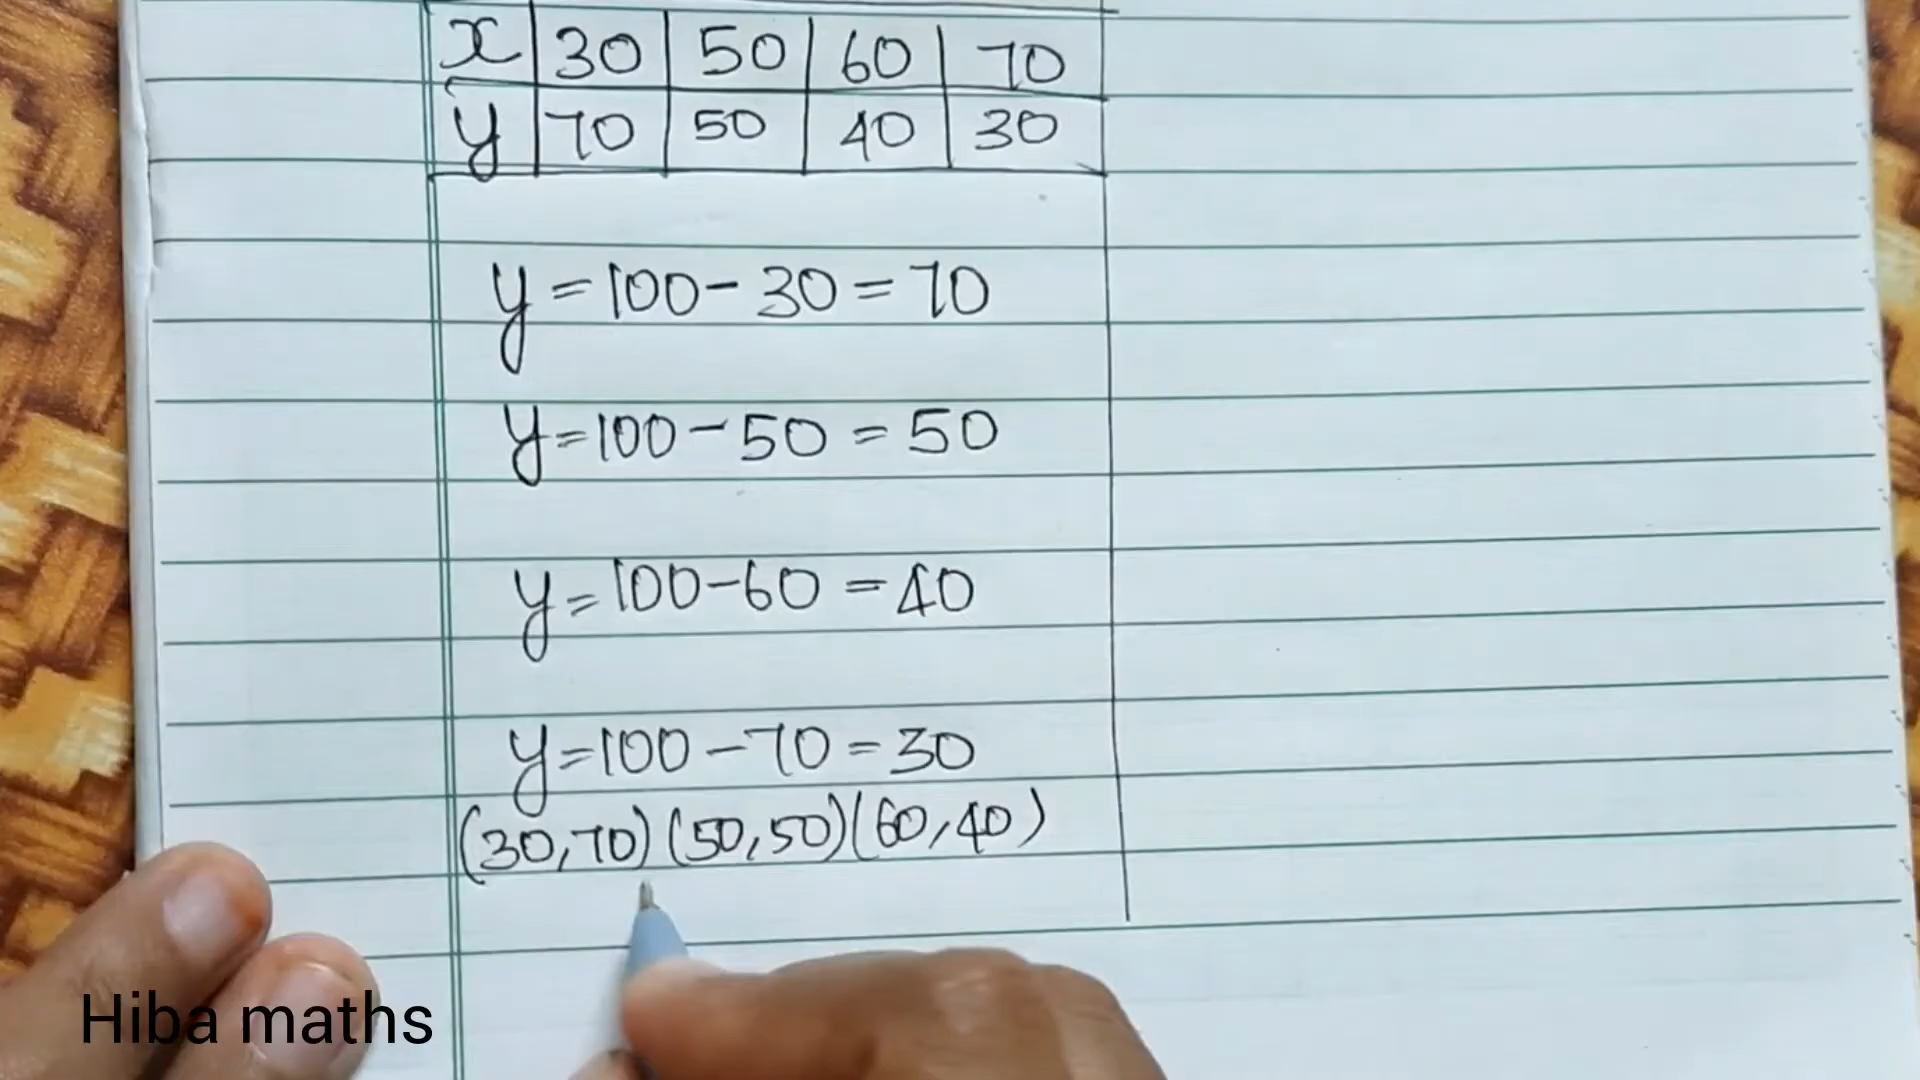 x 30 50 60 70
y 70 50 40 30
y = 100 - 30 = 70
y = 100 - 50 = 50
y = 100 - 60 = 40
y = 100 - 70 = 30
(30, 70) (50, 50) (60, 40)
Hiba maths